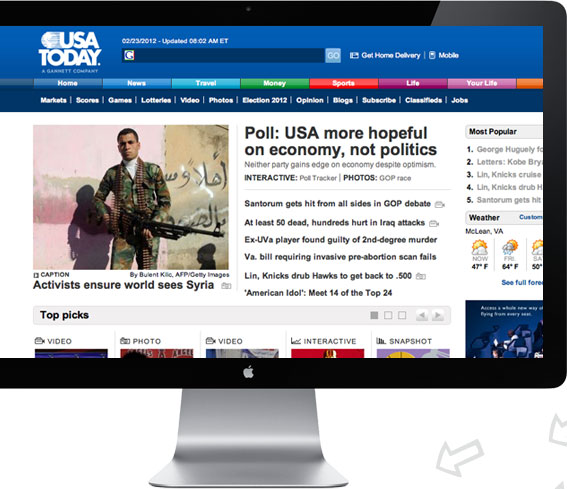 USA
TODAY.
A GANNETT COMPANY
02/23/2012 - Updated 08:02 AM ET
G
GO
Get Home Delivery | Mobile
Home News Travel Money Sports Life Your Life
Markets | Scores | Games | Lotteries | Video | Photos | Election 2012 | Opinion | Blogs | Subscribe | Classifieds | Jobs
CAPTION
By Bulent Kilic, AFP/Getty Images
Activists ensure world sees Syria
Poll: USA more hopeful
on economy, not politics
Neither party gains edge on economy despite optimism.
INTERACTIVE: Poll Tracker | PHOTOS: GOP race
Santorum gets hit from all sides in GOP debate
At least 50 dead, hundreds hurt in Iraq attacks
Ex-UVa player found guilty of 2nd-degree murder
Va. bill requiring invasive pre-abortion scan fails
Lin, Knicks drub Hawks to get back to .500
'American Idol': Meet 14 of the Top 24
Most Popular
1. George Huguely fo
2. Letters: Kobe Brya
3. Lin, Knicks cruise
4. Lin, Knicks drub H
5. Santorum gets hit
Weather Custom
McLean, VA
NOW FRI SA
47° F 64° F 50°
See full fore
Access a whole new way o
flying from every seat.
Top picks
VIDEO
PHOTO
VIDEO
INTERACTIVE
SNAPSHOT